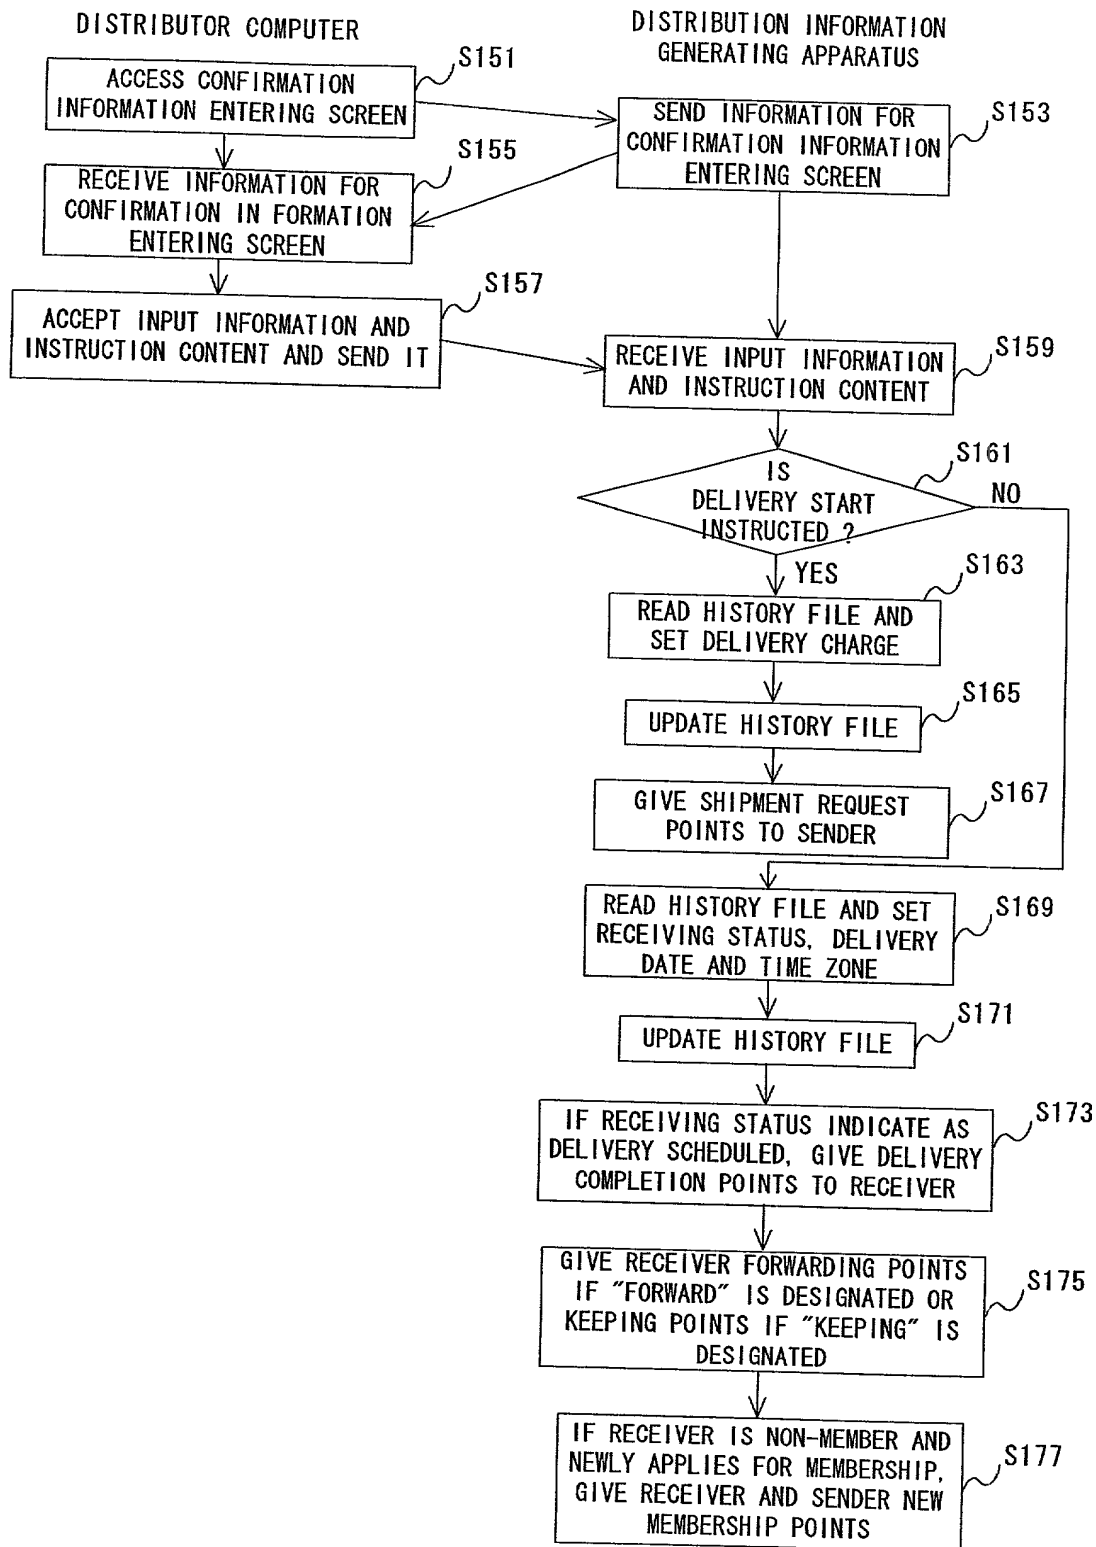 DISTRIBUTOR COMPUTER
DISTRIBUTION INFORMATION
GENERATING APPARATUS
S151
ACCESS CONFIRMATION
INFORMATION ENTERING SCREEN
S153
SEND INFORMATION FOR
CONFIRMATION INFORMATION
ENTERING SCREEN
S155
RECEIVE INFORMATION FOR
CONFIRMATION IN FORMATION
ENTERING SCREEN
S157
ACCEPT INPUT INFORMATION AND
INSTRUCTION CONTENT AND SEND IT
S159
RECEIVE INPUT INFORMATION
AND INSTRUCTION CONTENT
S161
IS
DELIVERY START
INSTRUCTED ?
NO
YES
S163
READ HISTORY FILE AND
SET DELIVERY CHARGE
S165
UPDATE HISTORY FILE
S167
GIVE SHIPMENT REQUEST
POINTS TO SENDER
S169
READ HISTORY FILE AND SET
RECEIVING STATUS, DELIVERY
DATE AND TIME ZONE
S171
UPDATE HISTORY FILE
S173
IF RECEIVING STATUS INDICATE AS
DELIVERY SCHEDULED, GIVE DELIVERY
COMPLETION POINTS TO RECEIVER
S175
GIVE RECEIVER FORWARDING POINTS
IF "FORWARD" IS DESIGNATED OR
KEEPING POINTS IF "KEEPING" IS
DESIGNATED
S177
IF RECEIVER IS NON-MEMBER AND
NEWLY APPLIES FOR MEMBERSHIP,
GIVE RECEIVER AND SENDER NEW
MEMBERSHIP POINTS